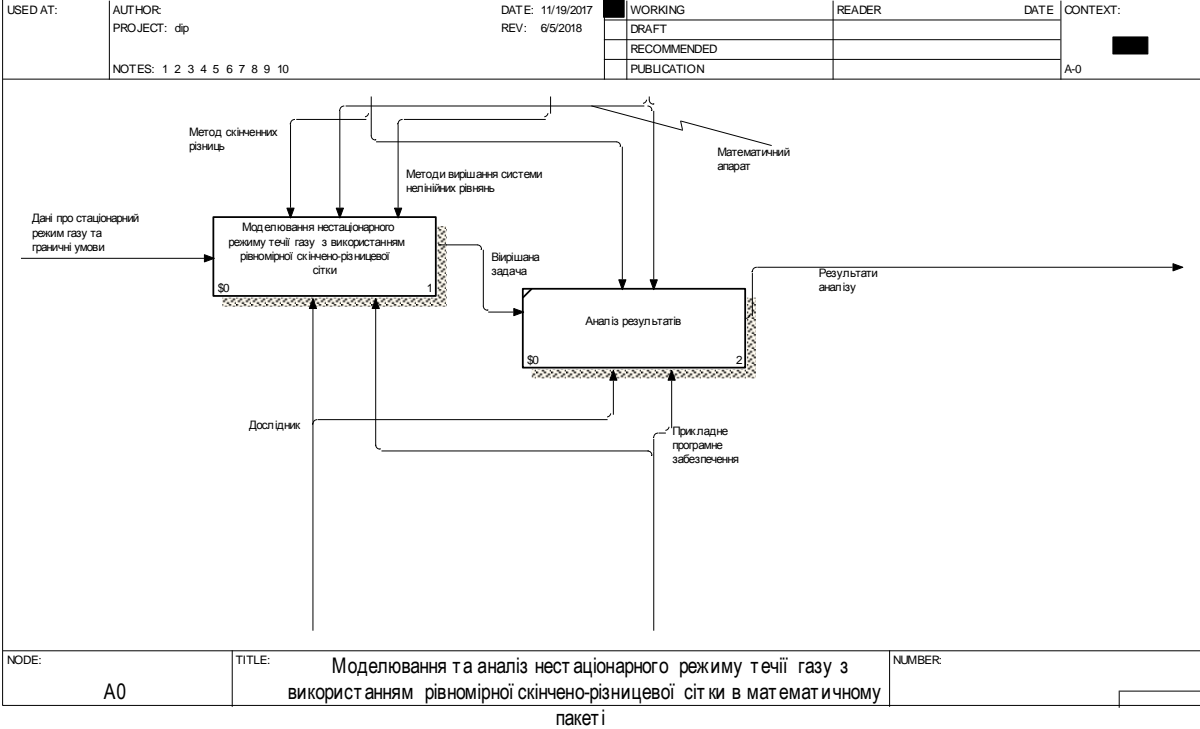 USED AT:
AUTHOR:
DATE: 11/19/2017
WORKING
READER
DATE
CONTEXT:
PROJECT: dip
REV: 6/5/2018
DRAFT
RECOMMENDED
NOTES: 1 2 3 4 5 6 7 8 9 10
PUBLICATION
A-0
Метод скінченних
різниць
Математичний
апарат
Методи вирішання системи
нелінійних рівнянь
Дані про стаціонарний
режим газу та
граничні умови
Моделювання нестаціонарного
режиму течії газу з використанням
рівномірної скінчено-різницевої
сітки
$0
1
Вирішана
задача
Результати
аналізу
Аналіз результатів
$0
2
Дослідник
Прикладне
програмне
забезпечення
NODE:
A0
TITLE:
Моделювання та аналіз нестаціонарного режиму течії газу з
використанням рівномірної скінчено-різницевої сітки в математичному
пакеті
NUMBER: